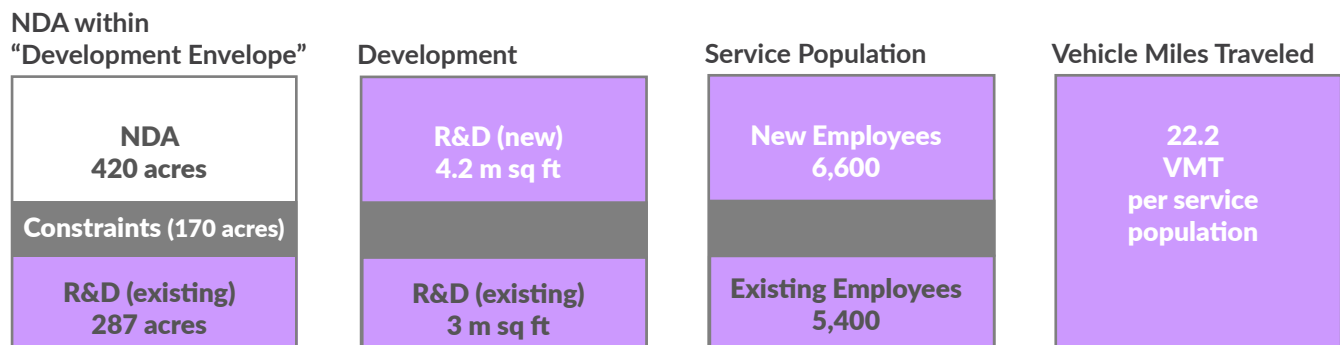 NDA within
“Development Envelope”
NDA
420 acres
Constraints (170 acres)
R&D (existing)
287 acres
Development
R&D (new)
4.2 m sq ft
R&D (existing)
3 m sq ft
Service Population
New Employees
6,600
Existing Employees
5,400
Vehicle Miles Traveled
22.2
VMT
per service
population